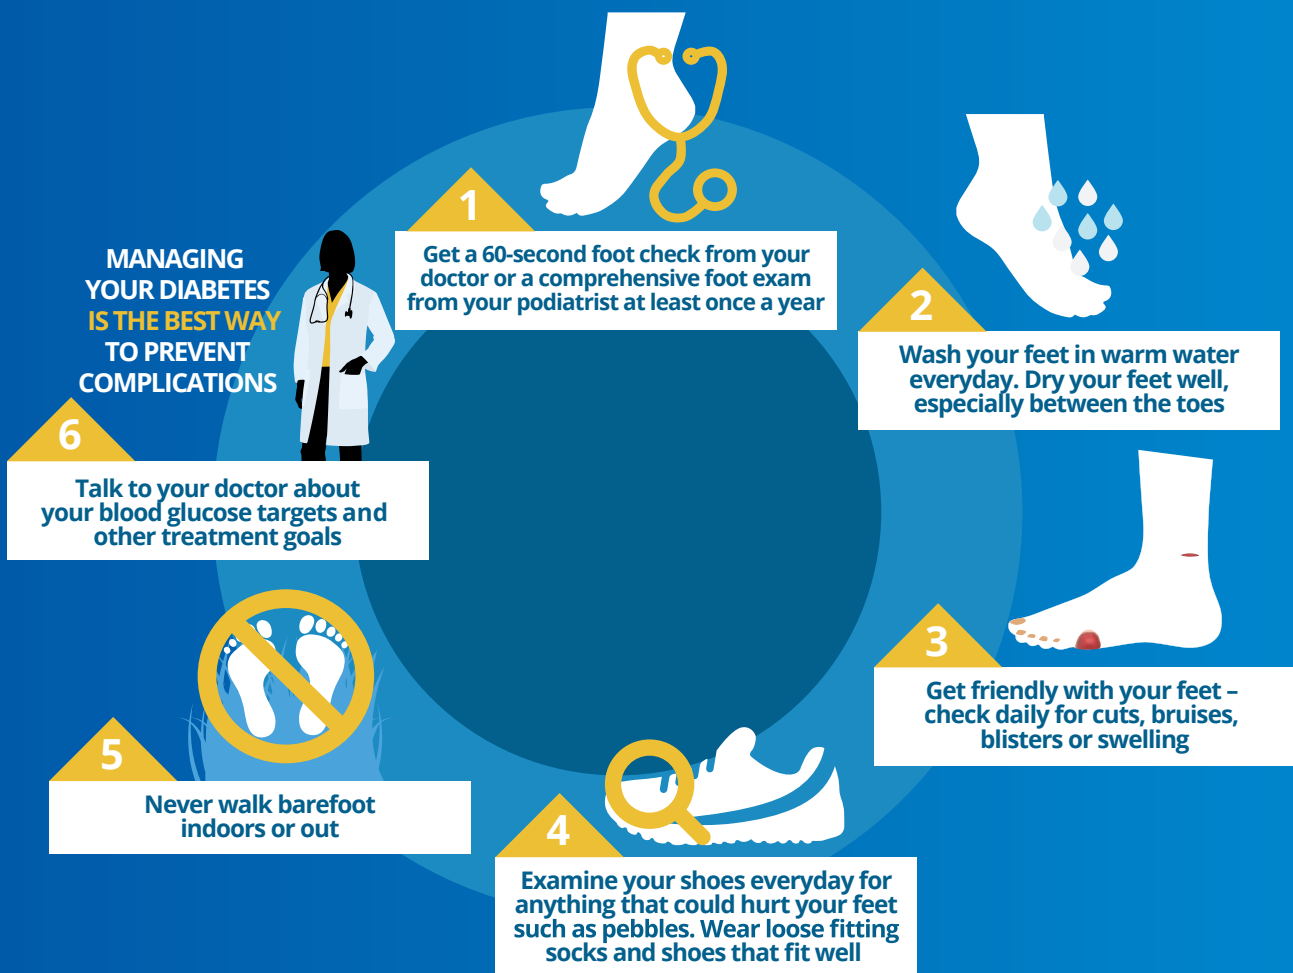 1
Get a 60-second foot check from your
doctor or a comprehensive foot exam
from your podiatrist at least once a year
2
Wash your feet in warm water
everyday. Dry your feet well,
especially between the toes
3
Get friendly with your feet –
check daily for cuts, bruises,
blisters or swelling
4
Examine your shoes everyday for
anything that could hurt your feet
such as pebbles. Wear loose fitting
socks and shoes that fit well
5
Never walk barefoot
indoors or out
MANAGING
YOUR DIABETES
IS THE BEST WAY
TO PREVENT
COMPLICATIONS
6
Talk to your doctor about
your blood glucose targets and
other treatment goals